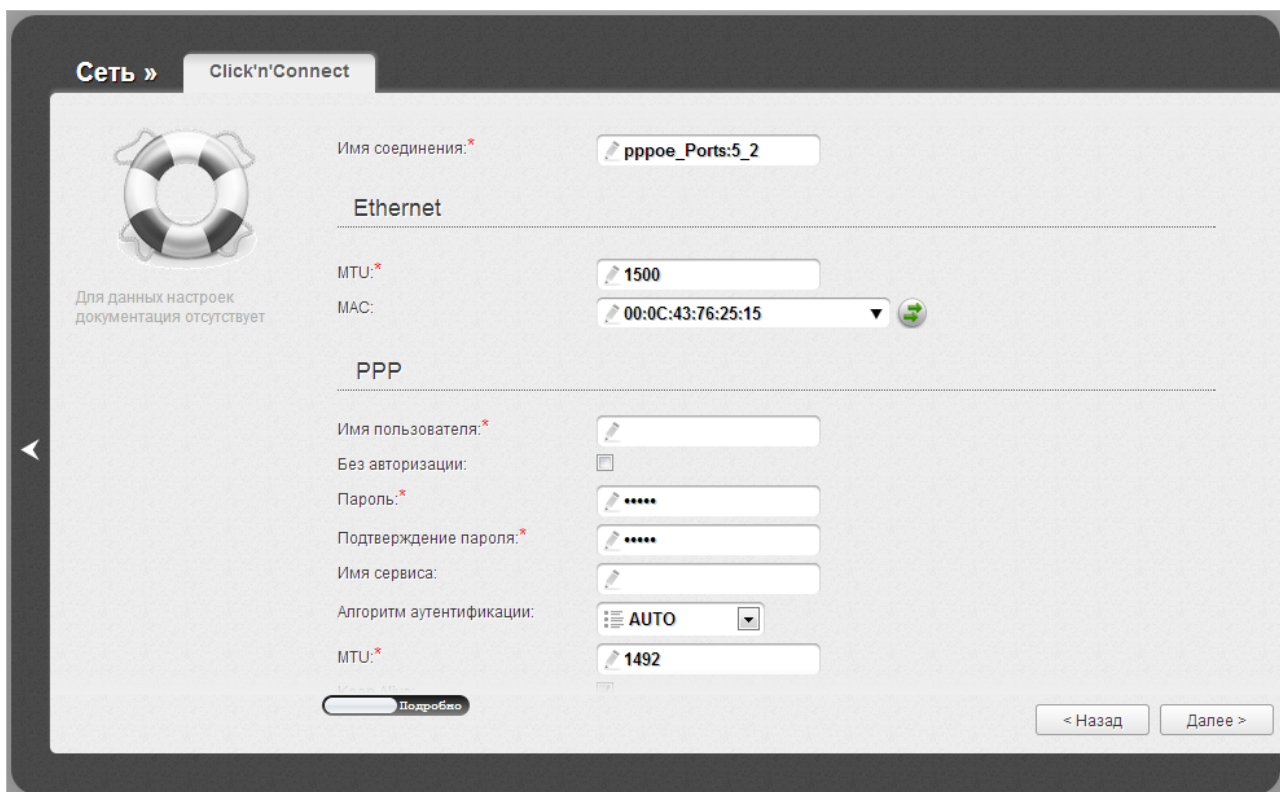 Сеть » Click'n'Connect
Имя соединения:* pppoe_Ports:5_2
Ethernet
Для данных настроек
документация отсутствует
MTU:* 1500
MAC: 00:0C:43:76:25:15
PPP
Имя пользователя:*
Без авторизации:
Пароль:* •••••
Подтверждение пароля:* •••••
Имя сервиса:
Алгоритм аутентификации: AUTO
MTU:* 1492
Подробно
< Назад Далее >